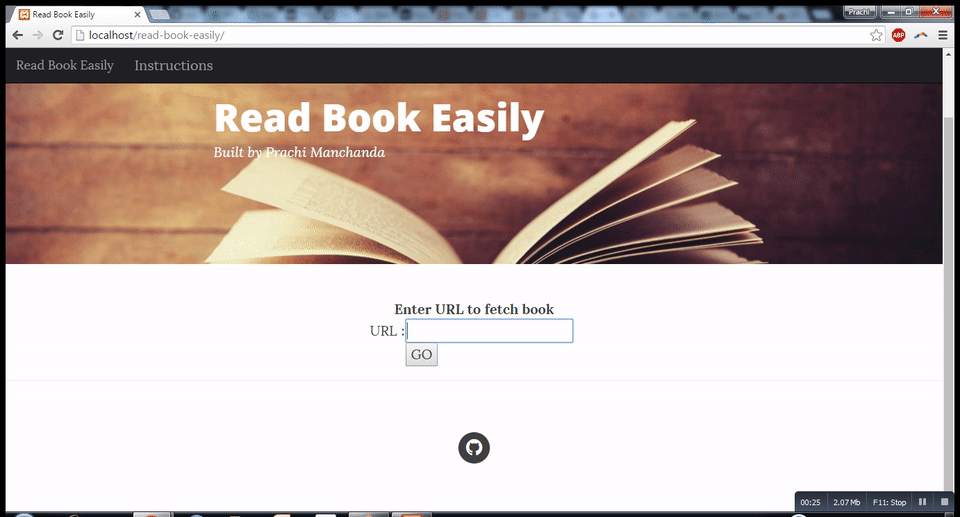 Read Book Easily
Prachi
localhost/read-book-easily/
ABP
Read Book Easily
Instructions
Read Book Easily
Built by Prachi Manchanda
Enter URL to fetch book
URL :
GO
00:25
2.07 Mb
F11: Stop